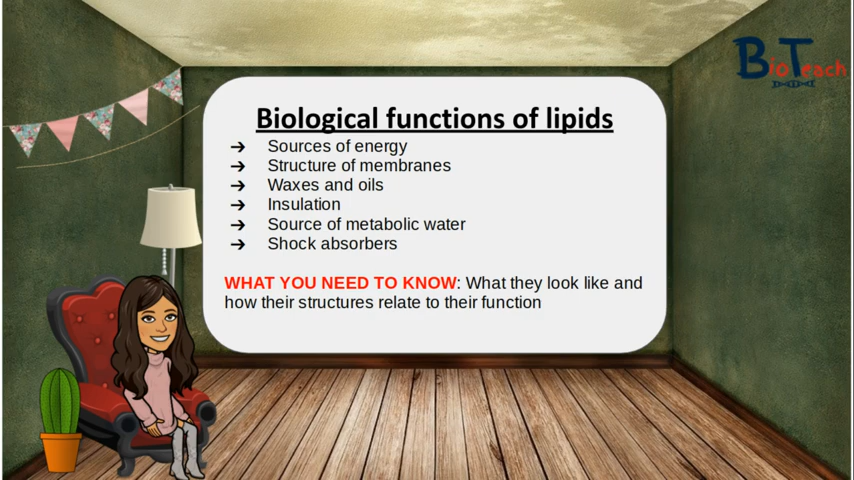 BioTeach
Biological functions of lipids
➔ Sources of energy
➔ Structure of membranes
➔ Waxes and oils
➔ Insulation
➔ Source of metabolic water
➔ Shock absorbers
WHAT YOU NEED TO KNOW: What they look like and
how their structures relate to their function